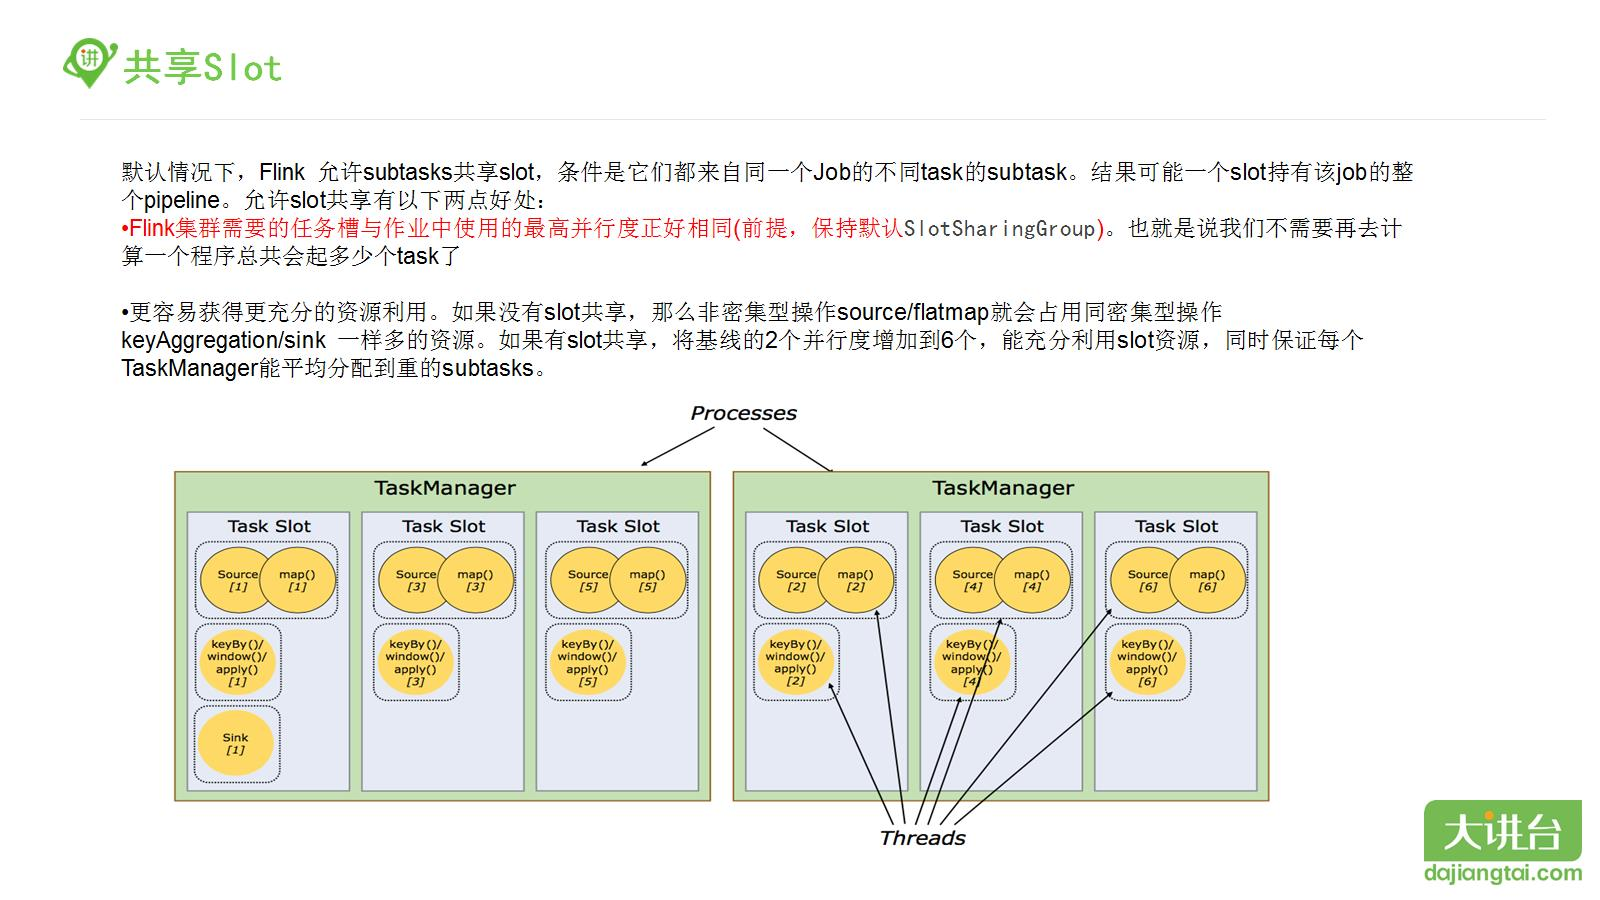 讲
共享Slot
默认情况下，Flink 允许subtasks共享slot，条件是它们都来自同一个Job的不同task的subtask。结果可能一个slot持有该job的整
个pipeline。允许slot共享有以下两点好处：
•Flink集群需要的任务槽与作业中使用的最高并行度正好相同(前提，保持默认SlotSharingGroup)。也就是说我们不需要再去计
算一个程序总共会起多少个task了
•更容易获得更充分的资源利用。如果没有slot共享，那么非密集型操作source/flatmap就会占用同密集型操作
keyAggregation/sink 一样多的资源。如果有slot共享，将基线的2个并行度增加到6个，能充分利用slot资源，同时保证每个
TaskManager能平均分配到重的subtasks。
Processes
TaskManager
Task Slot
Source
[1]
map()
[1]
keyBy()/
window()/
apply()
[1]
Sink
[1]
Task Slot
Source
[3]
map()
[3]
keyBy()/
window()/
apply()
[3]
Task Slot
Source
[5]
map()
[5]
keyBy()/
window()/
apply()
[5]
TaskManager
Task Slot
Source
[2]
map()
[2]
keyBy()/
window()/
apply()
[2]
Task Slot
Source
[4]
map()
[4]
keyBy()/
window()/
apply()
[4]
Task Slot
Source
[6]
map()
[6]
keyBy()/
window()/
apply()
[6]
Threads
大讲台
dajiangtai.com